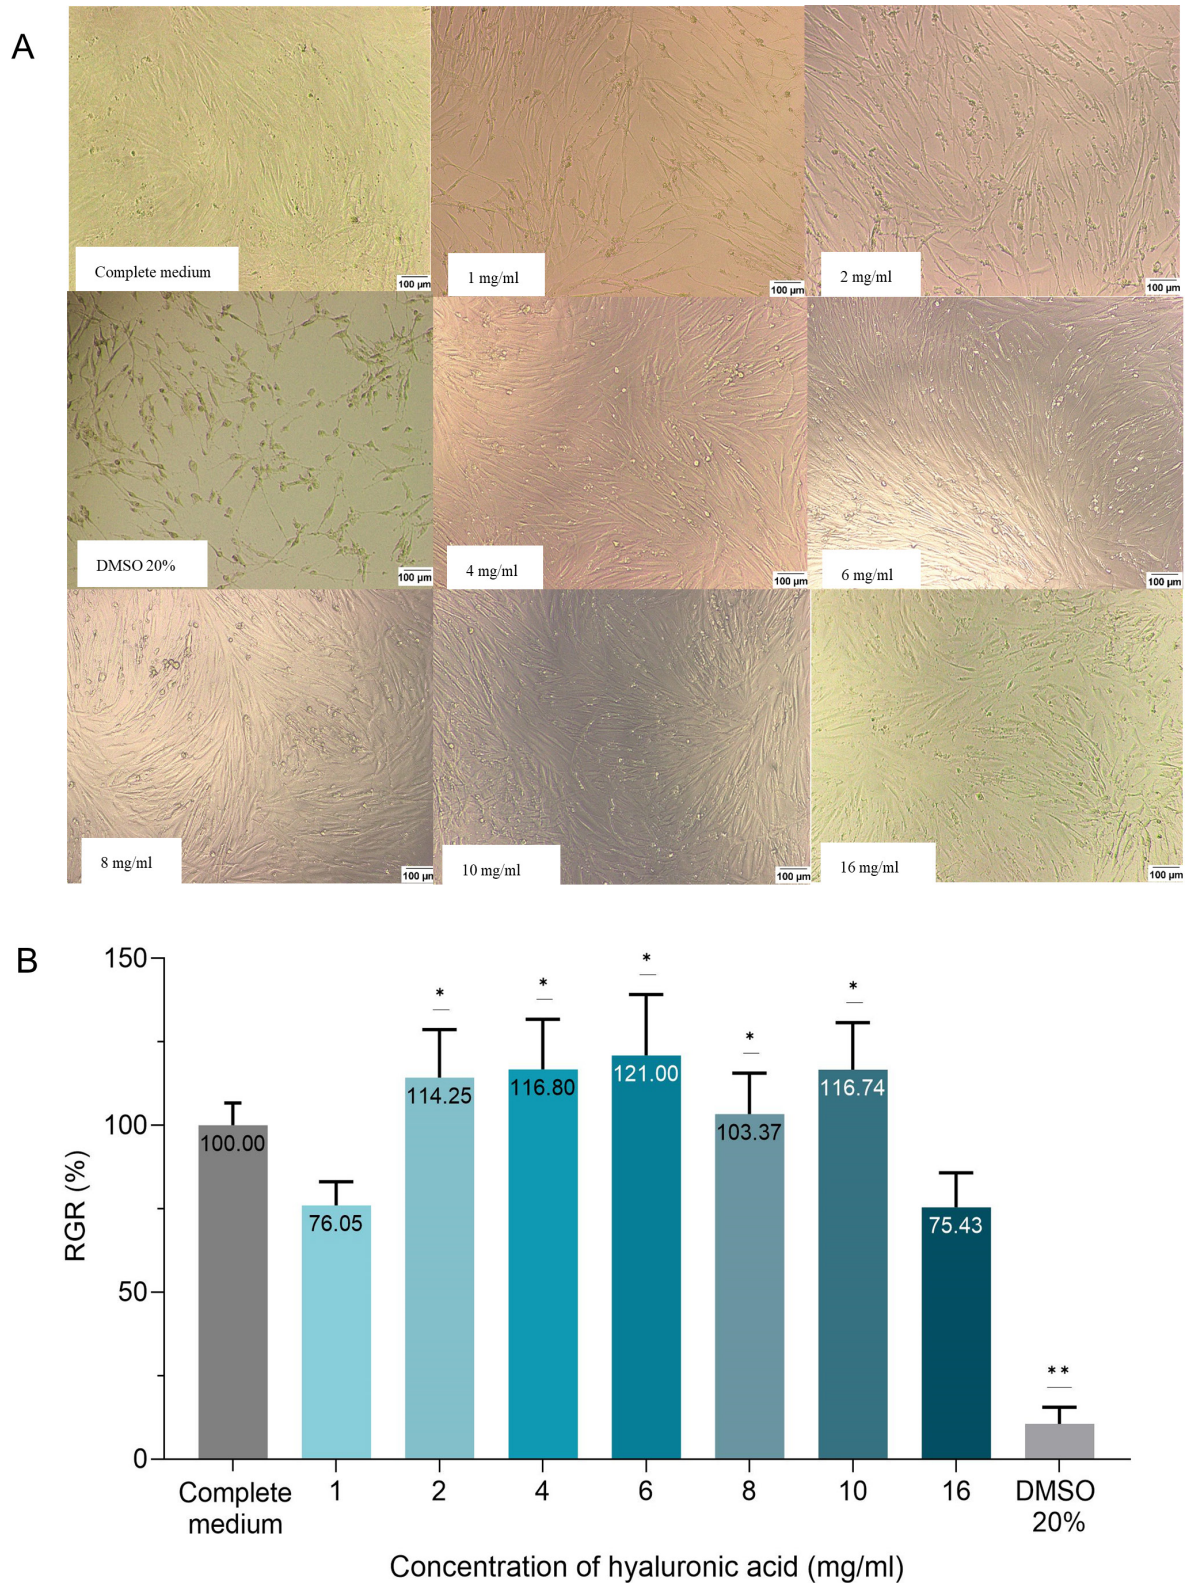 A
Complete medium
100 µm
1 mg/ml
100 µm
2 mg/ml
100 µm
DMSO 20%
100 µm
4 mg/ml
100 µm
6 mg/ml
100 µm
8 mg/ml
100 µm
10 mg/ml
100 µm
16 mg/ml
100 µm
B
RGR (%)
150
100
50
0
100.00
76.05
* 
114.25
*
116.80
*
121.00
*
103.37
*
116.74
75.43
**
Complete
medium
1
2
4
6
8
10
16
DMSO
20%
Concentration of hyaluronic acid (mg/ml)